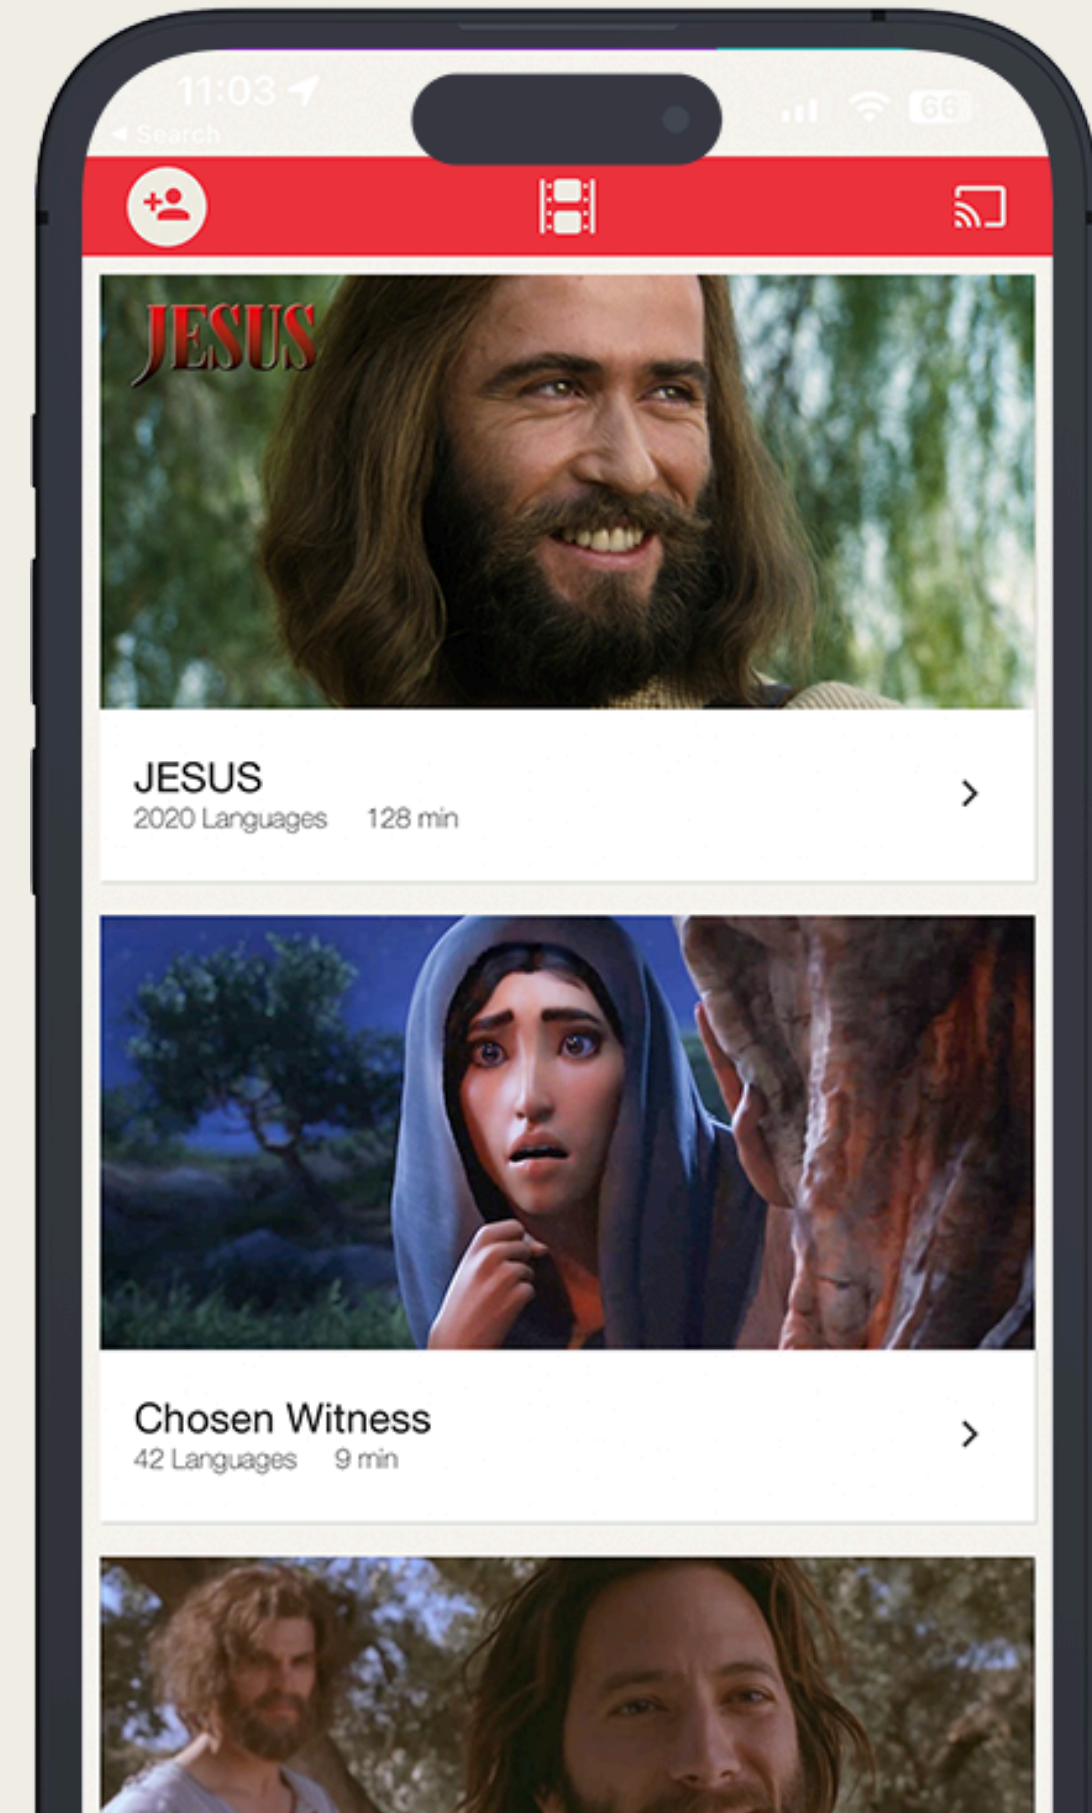 11:03
Search
66
JESUS
JESUS
2020 Languages 128 min
Chosen Witness
42 Languages 9 min